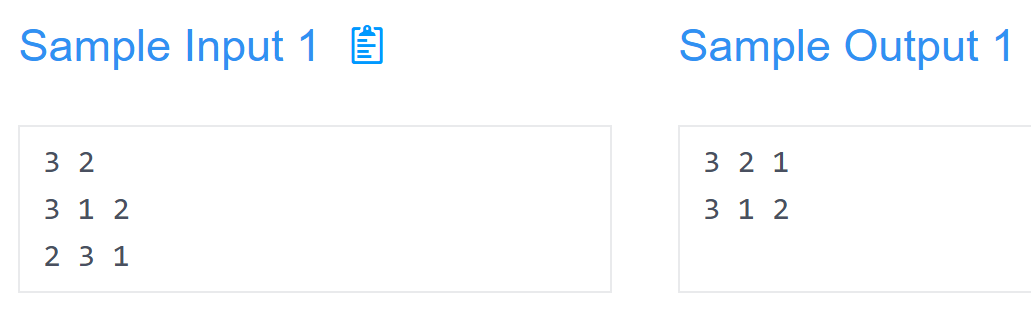 Sample Input 1
3 2
3 1 2
2 3 1
Sample Output 1
3 2 1
3 1 2